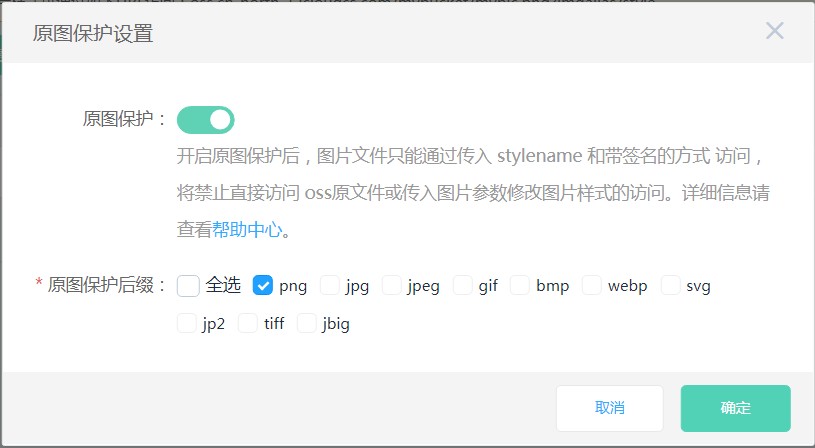 原图保护设置
原图保护：
开启原图保护后，图片文件只能通过传入 stylename 和带签名的方式 访问，
将禁止直接访问 oss原文件或传入图片参数修改图片样式的访问。详细信息请
查看帮助中心。
* 原图保护后缀： 全选 png jpg jpeg gif bmp webp svg
jp2 tiff jbig
取消 确定